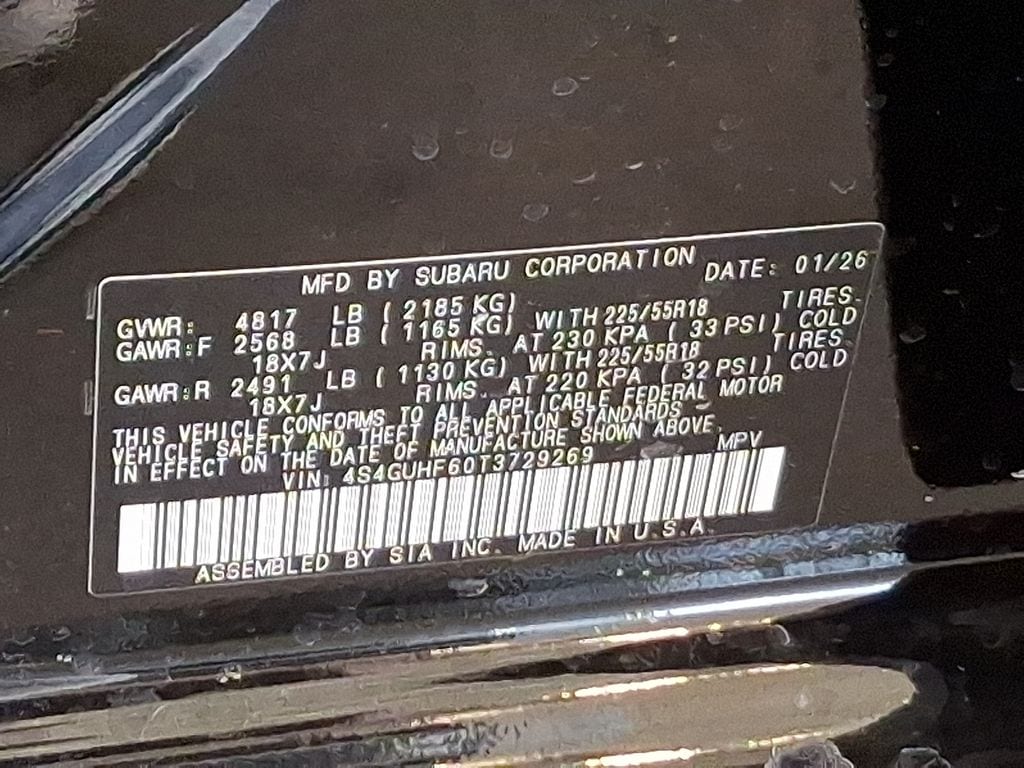 MFD BY SUBARU CORPORATION DATE: 01/26
GVWR: 4817 LB ( 2185 KG)
GAWR:F 2568 LB ( 1165 KG) WITH 225/55R18 TIRES.
18X7J RIMS. AT 230 KPA ( 33 PSI) COLD
GAWR:R 2491 LB ( 1130 KG) WITH 225/55R18 TIRES.
18X7J RIMS. AT 220 KPA ( 32 PSI) COLD
THIS VEHICLE CONFORMS TO ALL APPLICABLE FEDERAL MOTOR
VEHICLE SAFETY AND THEFT PREVENTION STANDARDS
IN EFFECT ON THE DATE OF MANUFACTURE SHOWN ABOVE.
VIN: 4S4GUHF60T3729269 MPV
ASSEMBLED BY SIA INC. MADE IN U.S.A.